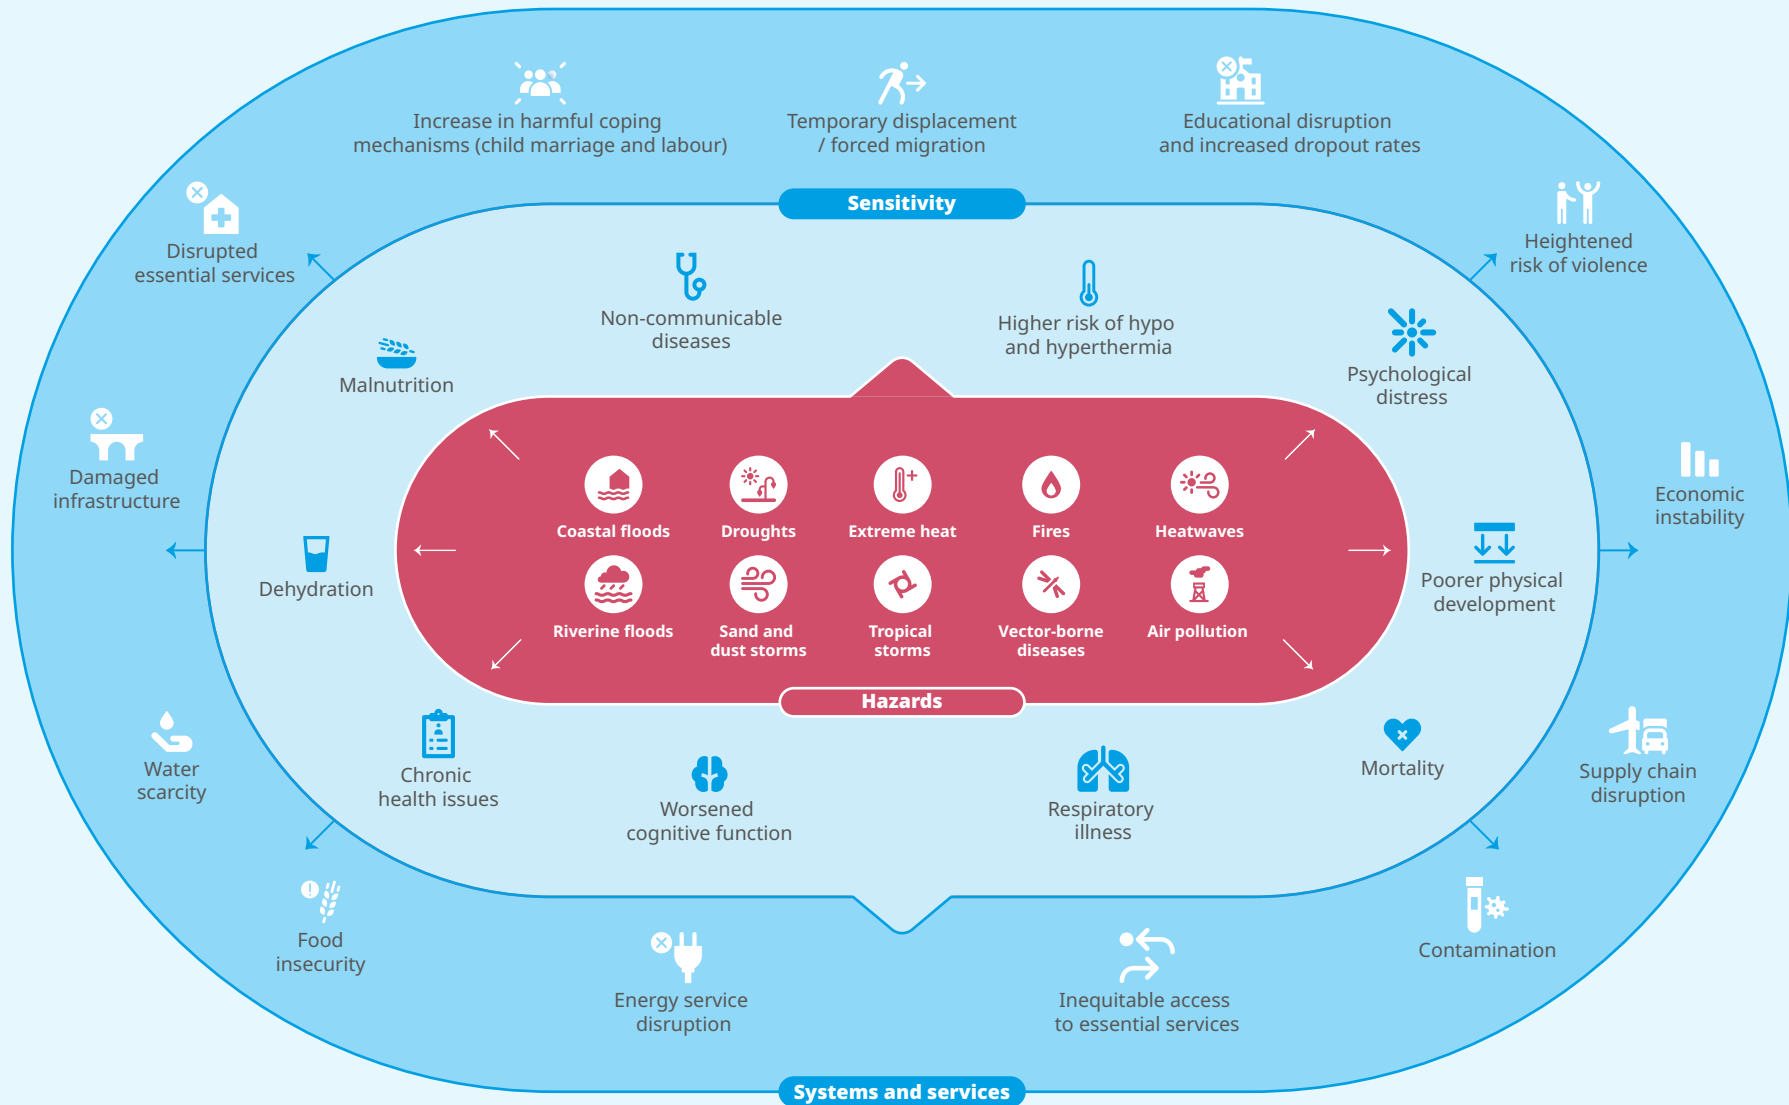 Increase in harmful coping
mechanisms (child marriage and labour)
Temporary displacement
/ forced migration
Educational disruption
and increased dropout rates
Sensitivity
Disrupted
essential services
Heightened
risk of violence
Non-communicable
diseases
Higher risk of hypo
and hyperthermia
Malnutrition
Psychological
distress
Damaged
infrastructure
Economic
instability
Coastal floods
Droughts
Extreme heat
Fires
Heatwaves
Dehydration
Poorer physical
development
Riverine floods
Sand and
dust storms
Tropical
storms
Vector-borne
diseases
Air pollution
Hazards
Water
scarcity
Chronic
health issues
Worsened
cognitive function
Respiratory
illness
Mortality
Supply chain
disruption
Food
insecurity
Contamination
Energy service
disruption
Inequitable access
to essential services
Systems and services